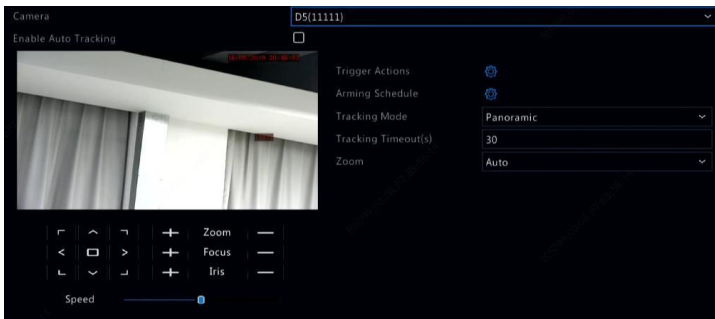 Camera
D5(11111)
Enable Auto Tracking
Trigger Actions
Arming Schedule
Tracking Mode
Panoramic
Tracking Timeout(s)
30
Zoom
Auto
Zoom
Focus
Iris
Speed